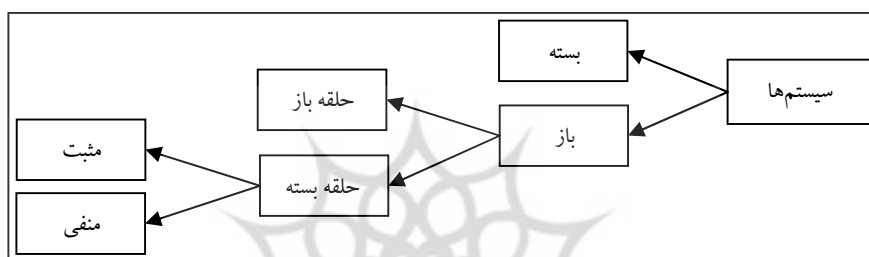 سیستم‌ها
بسته
باز
حلقه باز
حلقه بسته
مثبت
منفی